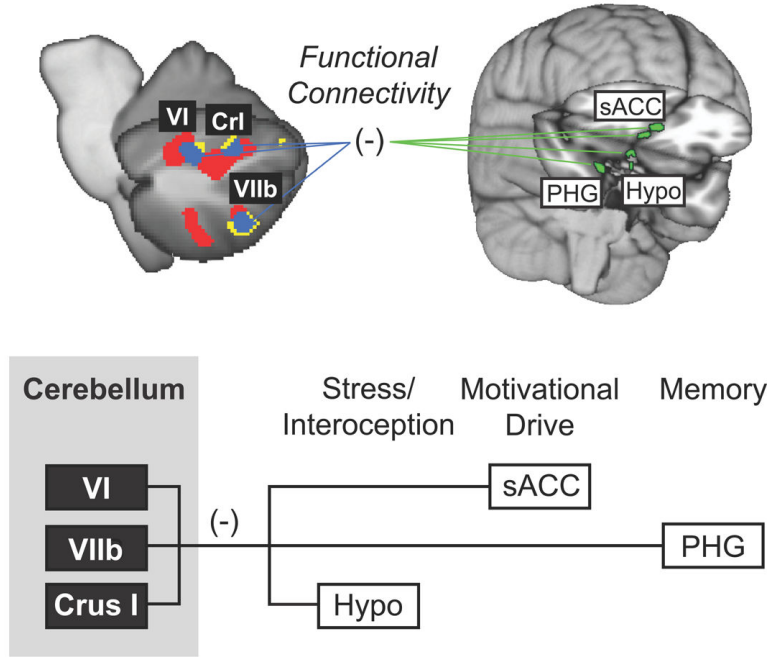 Functional
Connectivity
VI
CrI
VIIb
(-)
sACC
PHG
Hypo
Cerebellum
Stress/
Interoception
Motivational
Drive
Memory
VI
sACC
(-)
VIIb
PHG
Crus I
Hypo